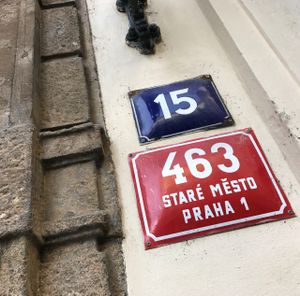 15
463
STARÉ MĚSTO
PRAHA 1